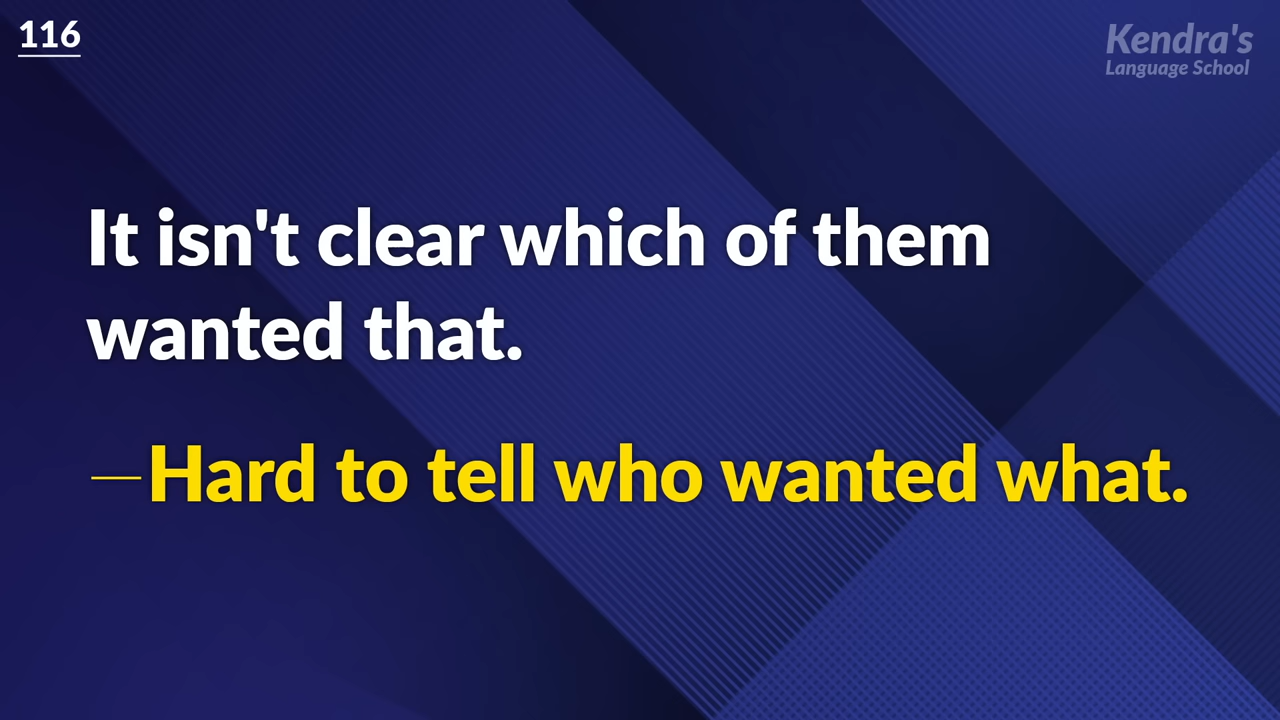 116
Kendra's
Language School
It isn't clear which of them
wanted that.
—Hard to tell who wanted what.